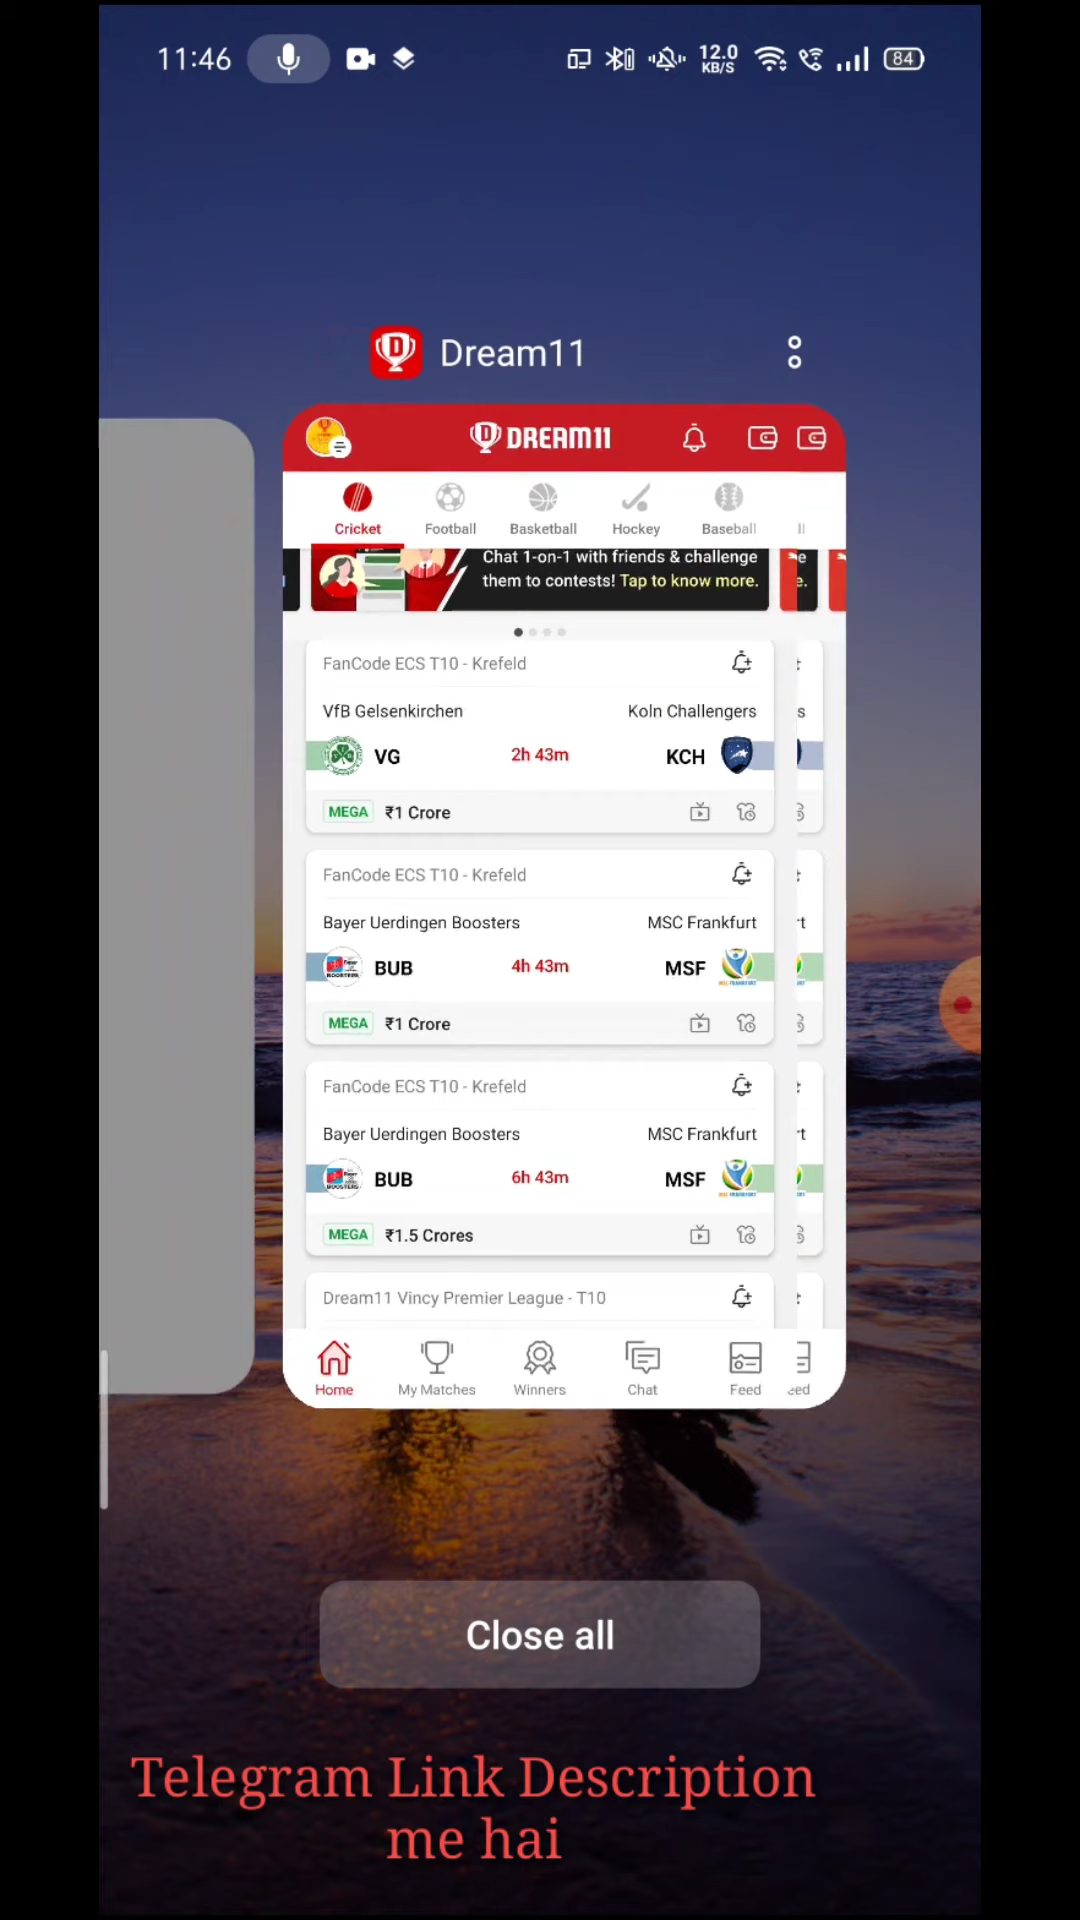 11:46
12.0
KB/S
84
Dream11
DREAM11
Cricket Football Basketball Hockey Baseball
Chat 1-on-1 with friends & challenge
them to contests! Tap to know more.
e.
FanCode ECS T10 - Krefeld
VfB Gelsenkirchen Koln Challengers s
VG 2h 43m KCH
MEGA ₹1 Crore
FanCode ECS T10 - Krefeld
Bayer Uerdingen Boosters MSC Frankfurt rt
BUB 4h 43m MSF
MEGA ₹1 Crore
FanCode ECS T10 - Krefeld
Bayer Uerdingen Boosters MSC Frankfurt rt
BUB 6h 43m MSF
MEGA ₹1.5 Crores
Dream11 Vincy Premier League - T10
Home My Matches Winners Chat Feed eed
Close all
Telegram Link Description
me hai